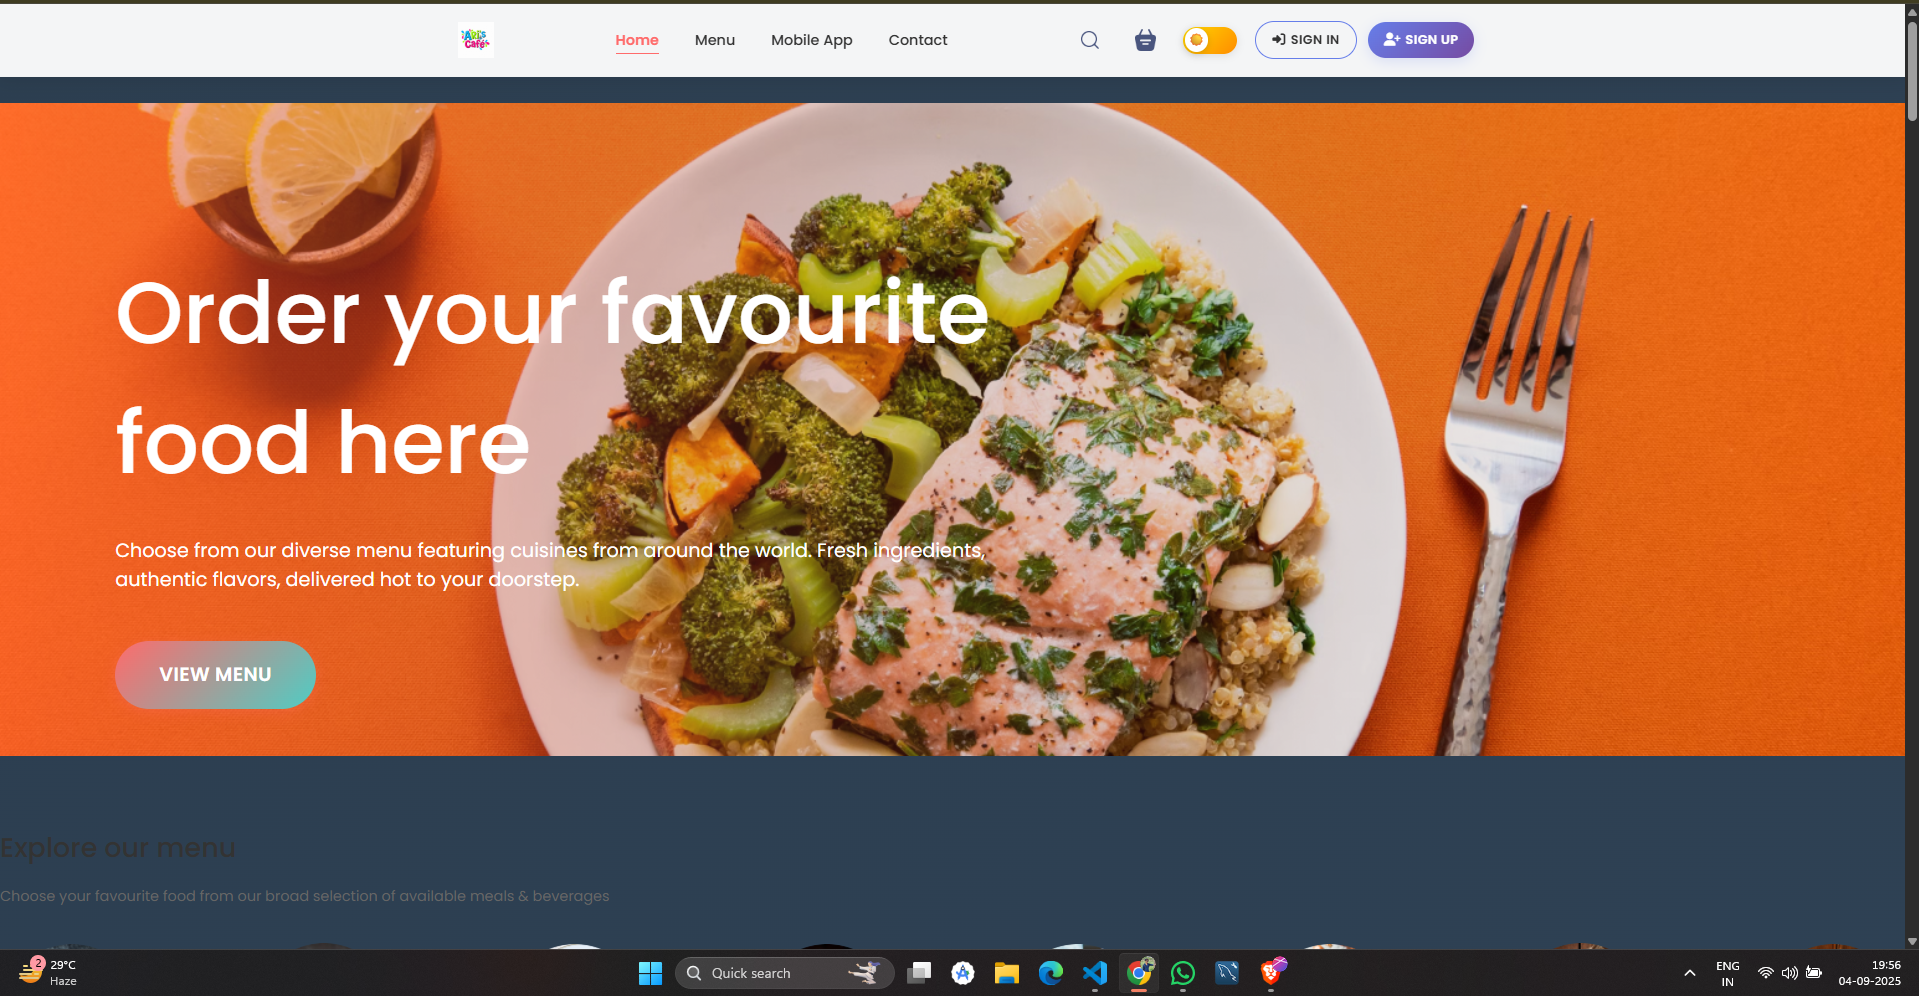 Art's
Café
Home
Menu
Mobile App
Contact
SIGN IN
SIGN UP
Order your favourite
food here
Choose from our diverse menu featuring cuisines from around the world. Fresh ingredients,
authentic flavors, delivered hot to your doorstep.
VIEW MENU
Explore our menu
Choose your favourite food from our broad selection of available meals & beverages
2
29°C
Haze
Quick search
ENG
IN
19:56
04-09-2025